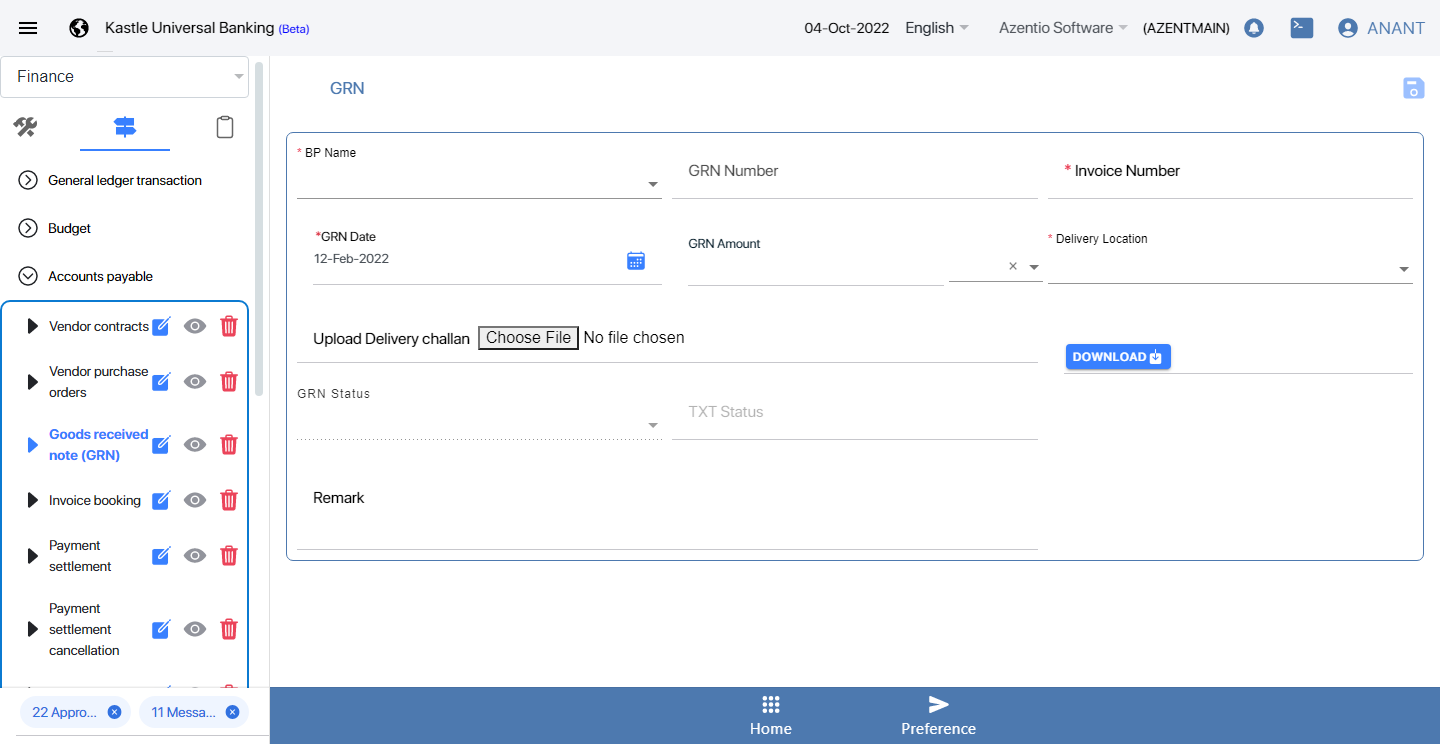 Kastle Universal Banking (Beta)
04-Oct-2022
English
Azentio Software
(AZENTMAIN)
ANANT
Finance
General ledger transaction
Budget
Accounts payable
Vendor contracts
Vendor purchase
orders
Goods received
note (GRN)
Invoice booking
Payment
settlement
Payment
settlement
cancellation
22 Appro...
11 Messa...
GRN
* BP Name
GRN Number
* Invoice Number
*GRN Date
12-Feb-2022
GRN Amount
* Delivery Location
Upload Delivery challan Choose File No file chosen
DOWNLOAD
GRN Status
TXT Status
Remark
Home
Preference